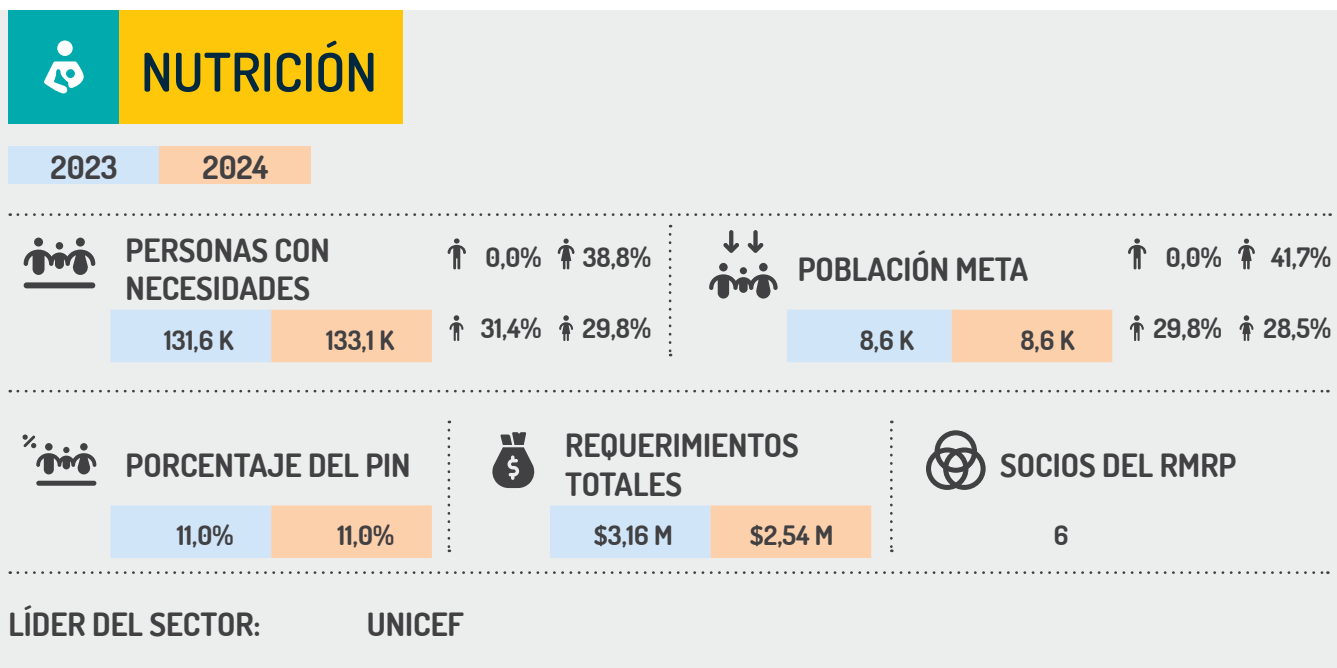 NUTRICIÓN
2023 2024
PERSONAS CON
NECESIDADES
0,0% 38,8%
131,6 K 133,1 K
31,4% 29,8%
POBLACIÓN META
0,0% 41,7%
8,6 K 8,6 K
29,8% 28,5%
%
PORCENTAJE DEL PIN
11,0% 11,0%
$
REQUERIMIENTOS
TOTALES
$3,16 M $2,54 M
SOCIOS DEL RMRP
6
LÍDER DEL SECTOR: UNICEF